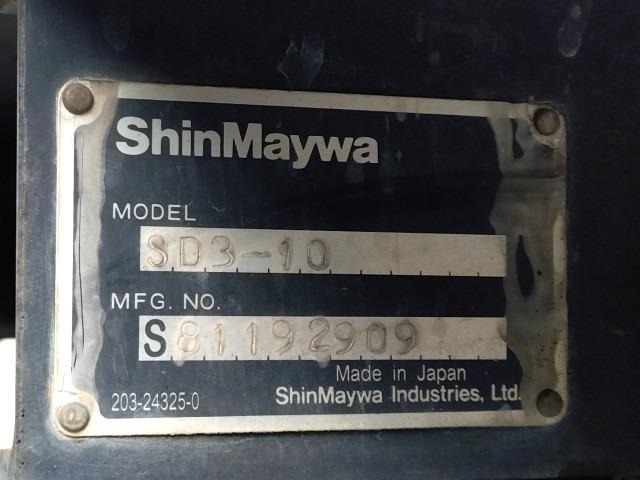 ShinMaywa
MODEL
SD3-10
MFG. NO.
S81192909
Made in Japan
203-24325-0
ShinMaywa Industries, Ltd.